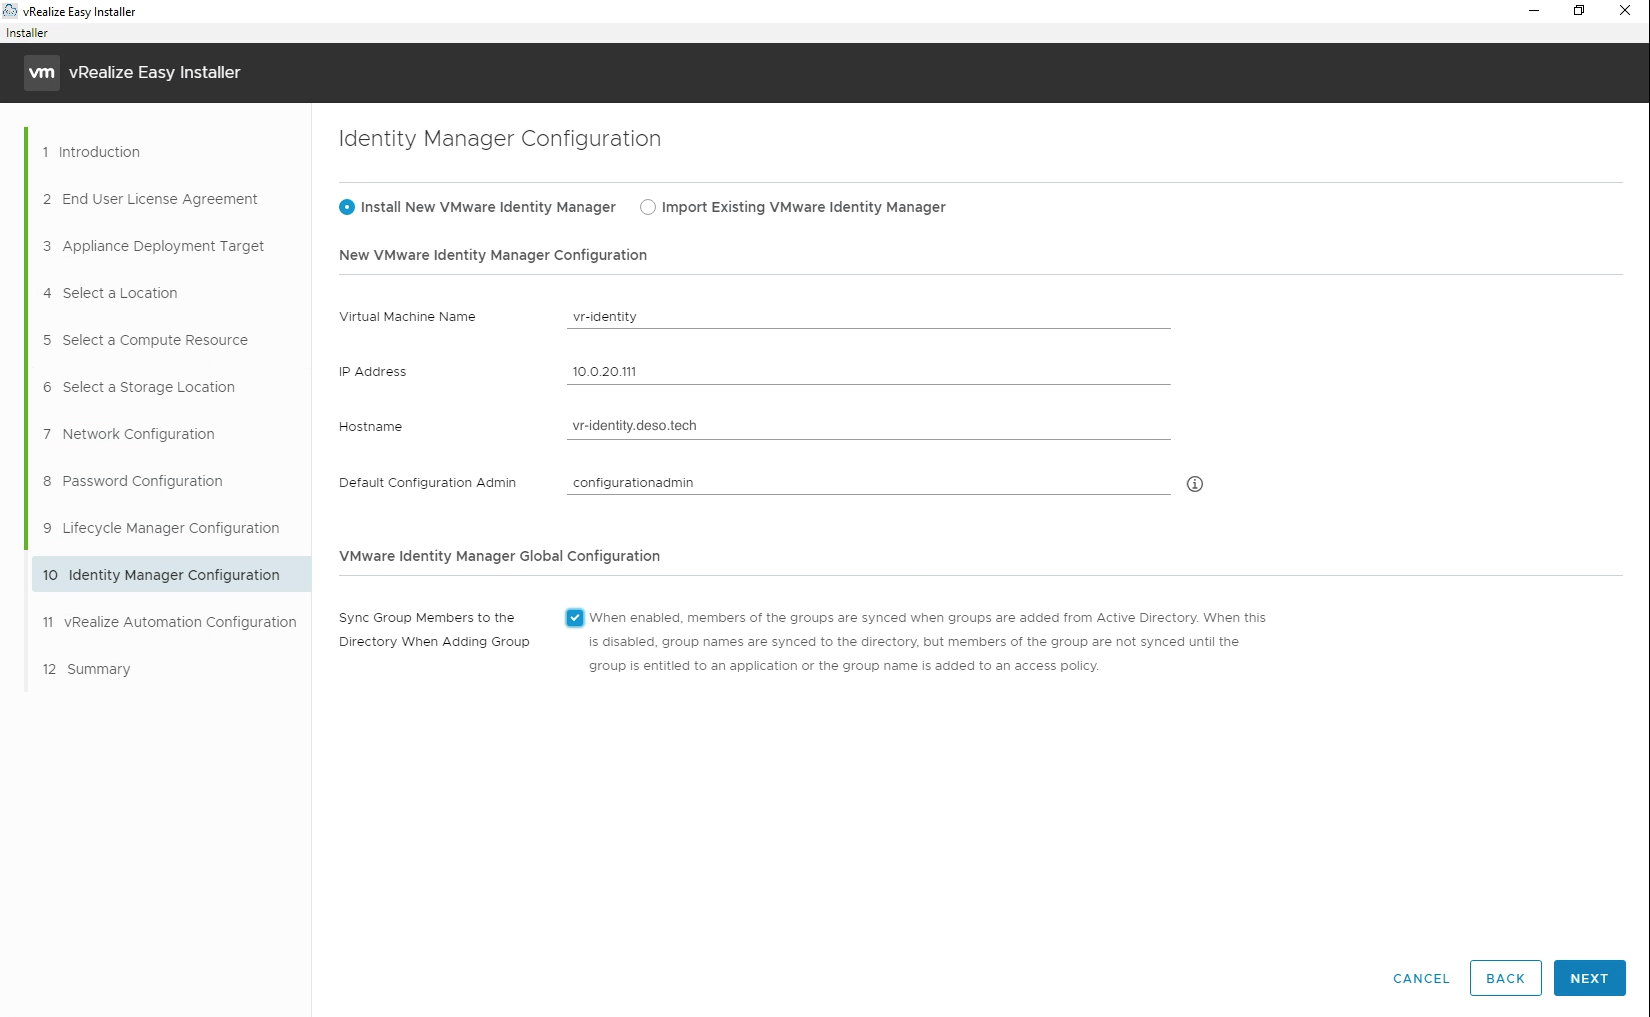 vRealize Easy Installer
Installer
vm vRealize Easy Installer
1 Introduction
2 End User License Agreement
3 Appliance Deployment Target
4 Select a Location
5 Select a Compute Resource
6 Select a Storage Location
7 Network Configuration
8 Password Configuration
9 Lifecycle Manager Configuration
10 Identity Manager Configuration
11 vRealize Automation Configuration
12 Summary
Identity Manager Configuration
Install New VMware Identity Manager Import Existing VMware Identity Manager
New VMware Identity Manager Configuration
Virtual Machine Name vr-identity
IP Address 10.0.20.111
Hostname vr-identity.deso.tech
Default Configuration Admin configurationadmin
VMware Identity Manager Global Configuration
Sync Group Members to the
Directory When Adding Group
When enabled, members of the groups are synced when groups are added from Active Directory. When this
is disabled, group names are synced to the directory, but members of the group are not synced until the
group is entitled to an application or the group name is added to an access policy.
CANCEL BACK NEXT